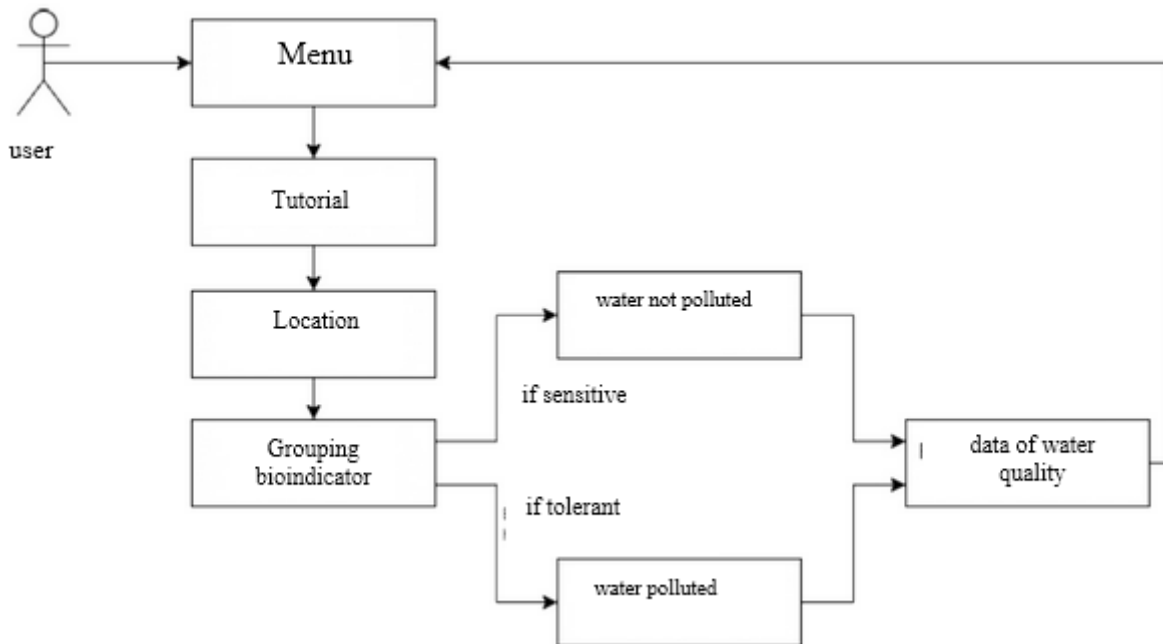 Menu
user
Tutorial
Location
water not polluted
if sensitive
Grouping
bioindicator
data of water
quality
if tolerant
water polluted